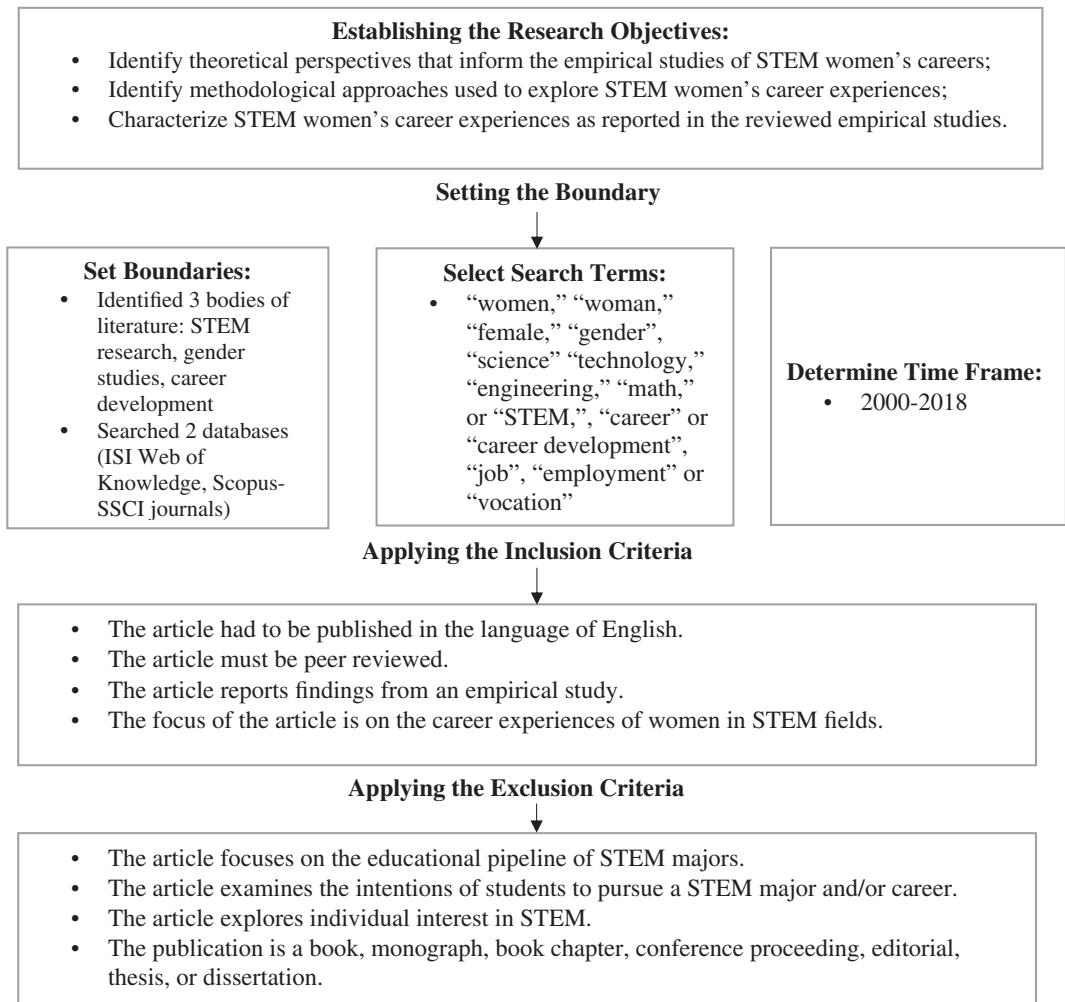 Establishing the Research Objectives:
• Identify theoretical perspectives that inform the empirical studies of STEM women’s careers;
• Identify methodological approaches used to explore STEM women’s career experiences;
• Characterize STEM women’s career experiences as reported in the reviewed empirical studies.
Setting the Boundary
Set Boundaries:
• Identified 3 bodies of
literature: STEM
research, gender
studies, career
development
• Searched 2 databases
(ISI Web of
Knowledge, Scopus-
SSCI journals)
Select Search Terms:
• “women,” “woman,”
“female,” “gender”,
“science” “technology,”
“engineering,” “math,”
or “STEM,”, “career” or
“career development”,
“job”, “employment” or
“vocation”
Determine Time Frame:
• 2000-2018
Applying the Inclusion Criteria
• The article had to be published in the language of English.
• The article must be peer reviewed.
• The article reports findings from an empirical study.
• The focus of the article is on the career experiences of women in STEM fields.
Applying the Exclusion Criteria
• The article focuses on the educational pipeline of STEM majors.
• The article examines the intentions of students to pursue a STEM major and/or career.
• The article explores individual interest in STEM.
• The publication is a book, monograph, book chapter, conference proceeding, editorial,
thesis, or dissertation.